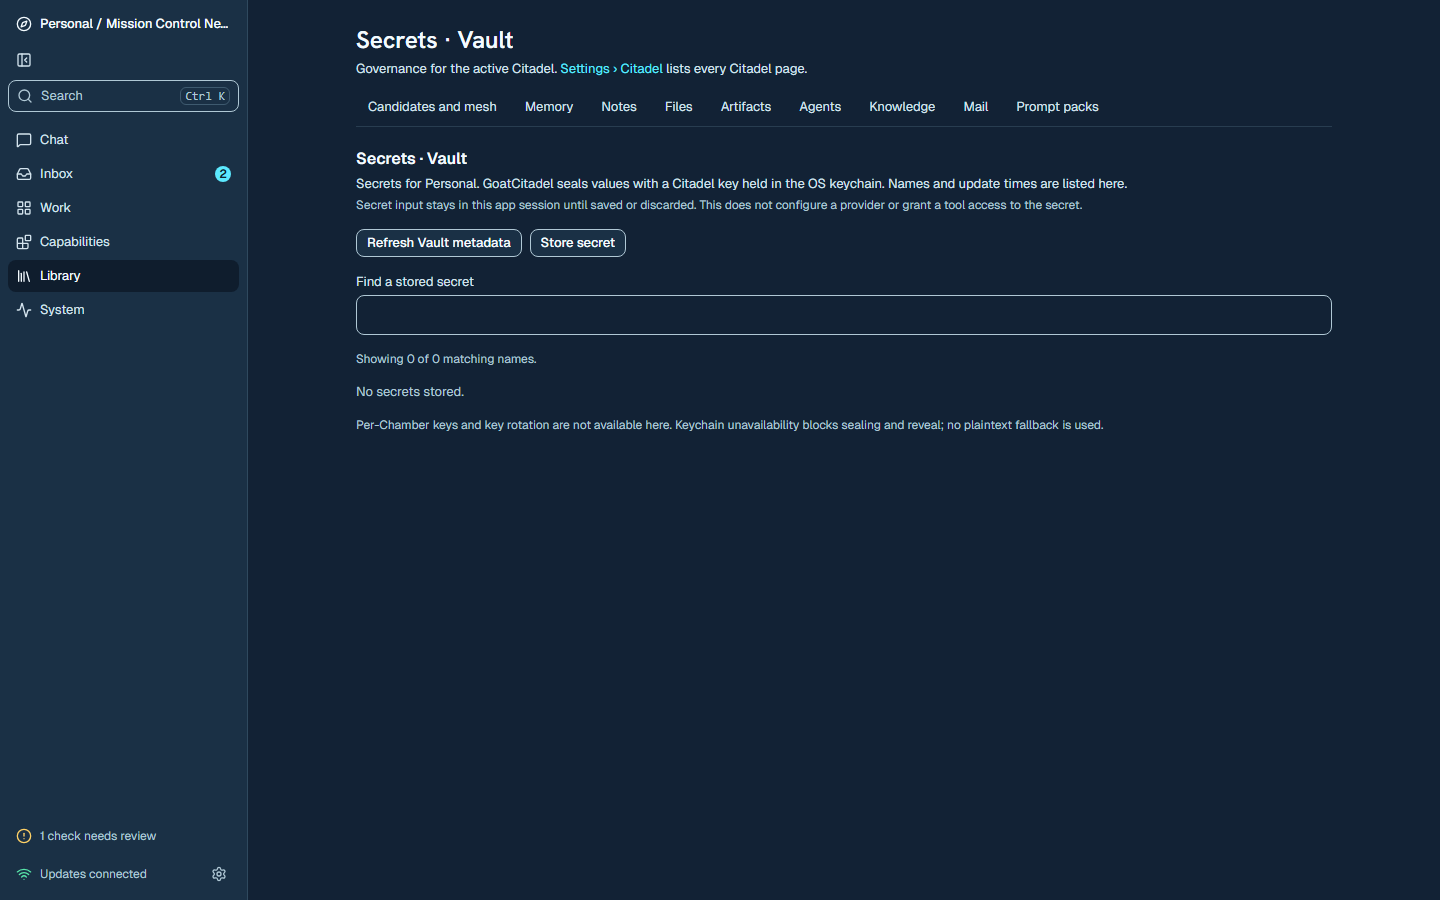 Personal / Mission Control Ne...
Search
Ctrl K
Chat
Inbox
2
Work
Capabilities
Library
System
1 check needs review
Updates connected
Secrets · Vault
Governance for the active Citadel. Settings › Citadel lists every Citadel page.
Candidates and mesh
Memory
Notes
Files
Artifacts
Agents
Knowledge
Mail
Prompt packs
Secrets · Vault
Secrets for Personal. GoatCitadel seals values with a Citadel key held in the OS keychain. Names and update times are listed here.
Secret input stays in this app session until saved or discarded. This does not configure a provider or grant a tool access to the secret.
Refresh Vault metadata
Store secret
Find a stored secret
Showing 0 of 0 matching names.
No secrets stored.
Per-Chamber keys and key rotation are not available here. Keychain unavailability blocks sealing and reveal; no plaintext fallback is used.